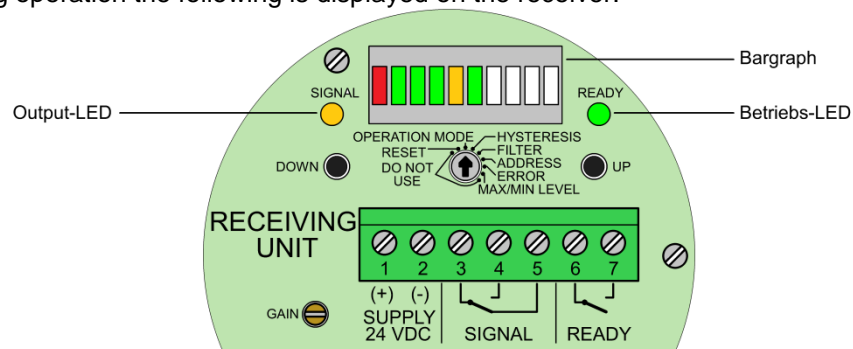 g operation the following is displayed on the receiver.
Bargraph
SIGNAL
READY
Output-LED
Betriebs-LED
OPERATION MODE
HYSTERESIS
RESET
FILTER
DOWN
DO NOT
USE
ADDRESS
ERROR
MAX/MIN LEVEL
UP
RECEIVING
UNIT
1 2 3 4 5 6 7
(+) (-)
GAIN
SUPPLY
24 VDC
SIGNAL
READY